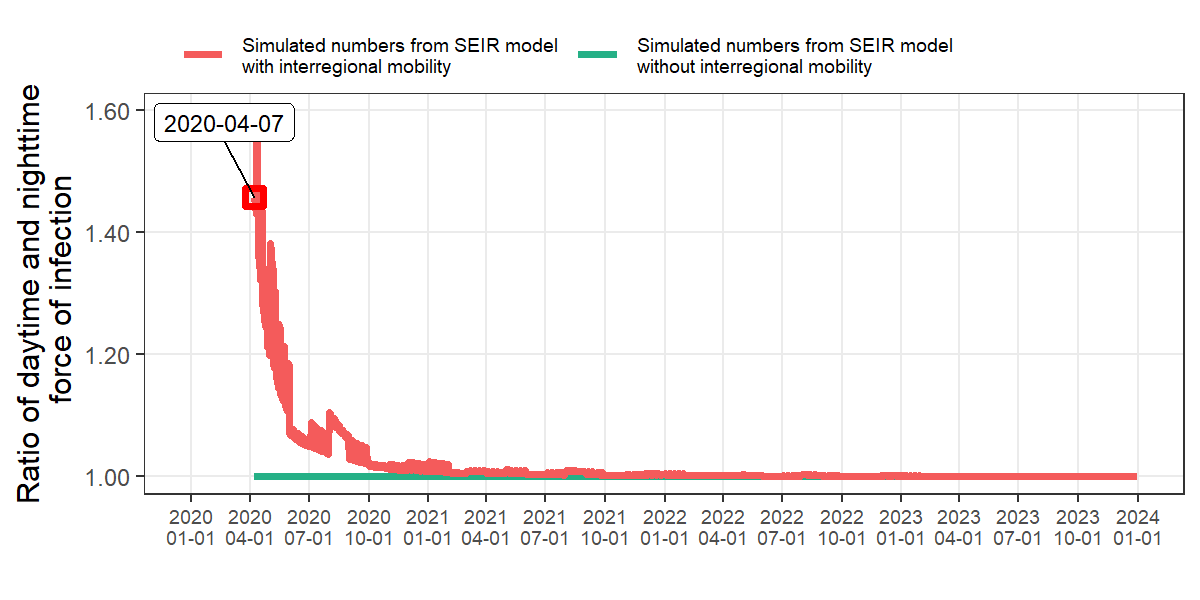 Simulated numbers from SEIR model
with interregional mobility
Simulated numbers from SEIR model
without interregional mobility
Ratio of daytime and nighttime
force of infection
1.60
1.40
1.20
1.00
2020-04-07
2020 2020 2020 2020 2021 2021 2021 2021 2022 2022 2022 2022 2023 2023 2023 2023 2024
01-01 04-01 07-01 10-01 01-01 04-01 07-01 10-01 01-01 04-01 07-01 10-01 01-01 04-01 07-01 10-01 01-01